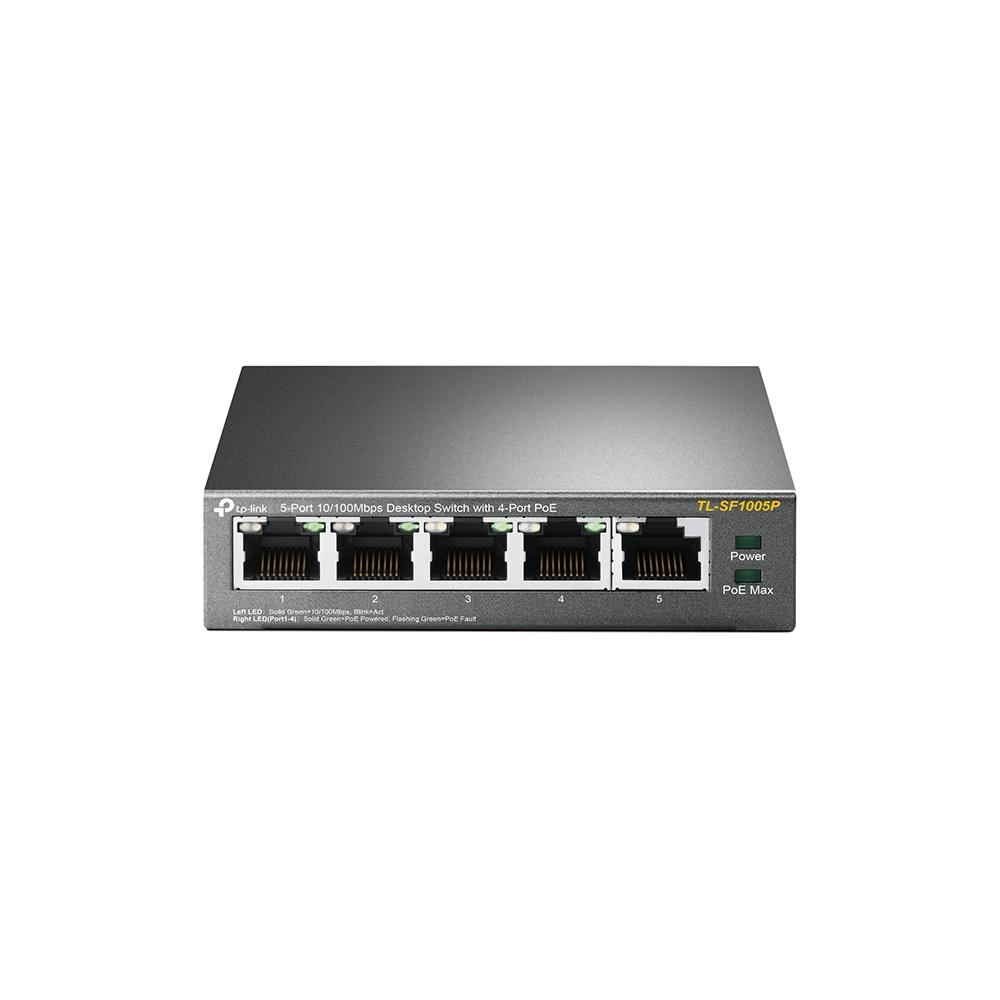 tp-link 5-Port 10/100Mbps Desktop Switch with 4-Port PoE TL-SF1005P
Power
PoE Max
1 2 3 4 5
Left LED: Solid Green=10/100Mbps, Blink=Act
Right LED(Port1-4): Solid Green=PoE Powered, Flashing Green=PoE Fault